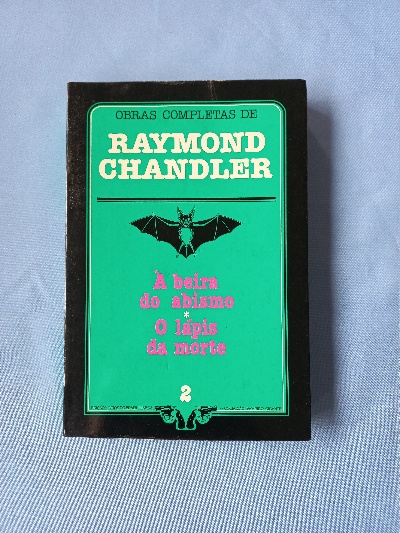 OBRAS COMPLETAS DE
RAYMOND
CHANDLER
À beira
do abismo
*
O lápis
da morte
2